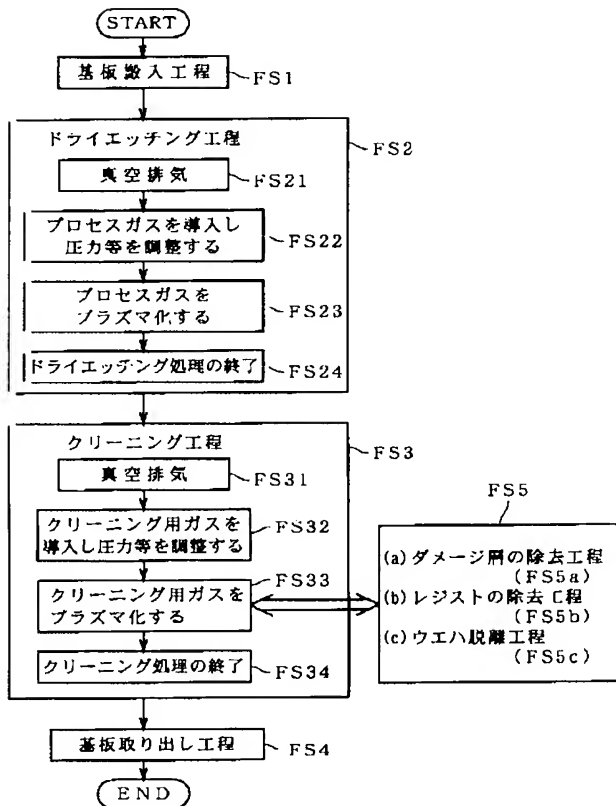 START
基板搬入工程
FS1
ドライエッチング工程
FS2
真空排気
FS21
プロセスガスを導入し
圧力等を調整する
FS22
プロセスガスを
プラズマ化する
FS23
ドライエッチング処理の終了
FS24
クリーニング工程
FS3
真空排気
FS31
クリーニング用ガスを
導入し圧力等を調整する
FS32
クリーニング用ガスを
プラズマ化する
FS33
クリーニング処理の終了
FS34
FS5
(a)ダメージ層の除去工程
(FS5a)
(b)レジストの除去工程
(FS5b)
(c)ウエハ脱離工程
(FS5c)
基板取り出し工程
FS4
END